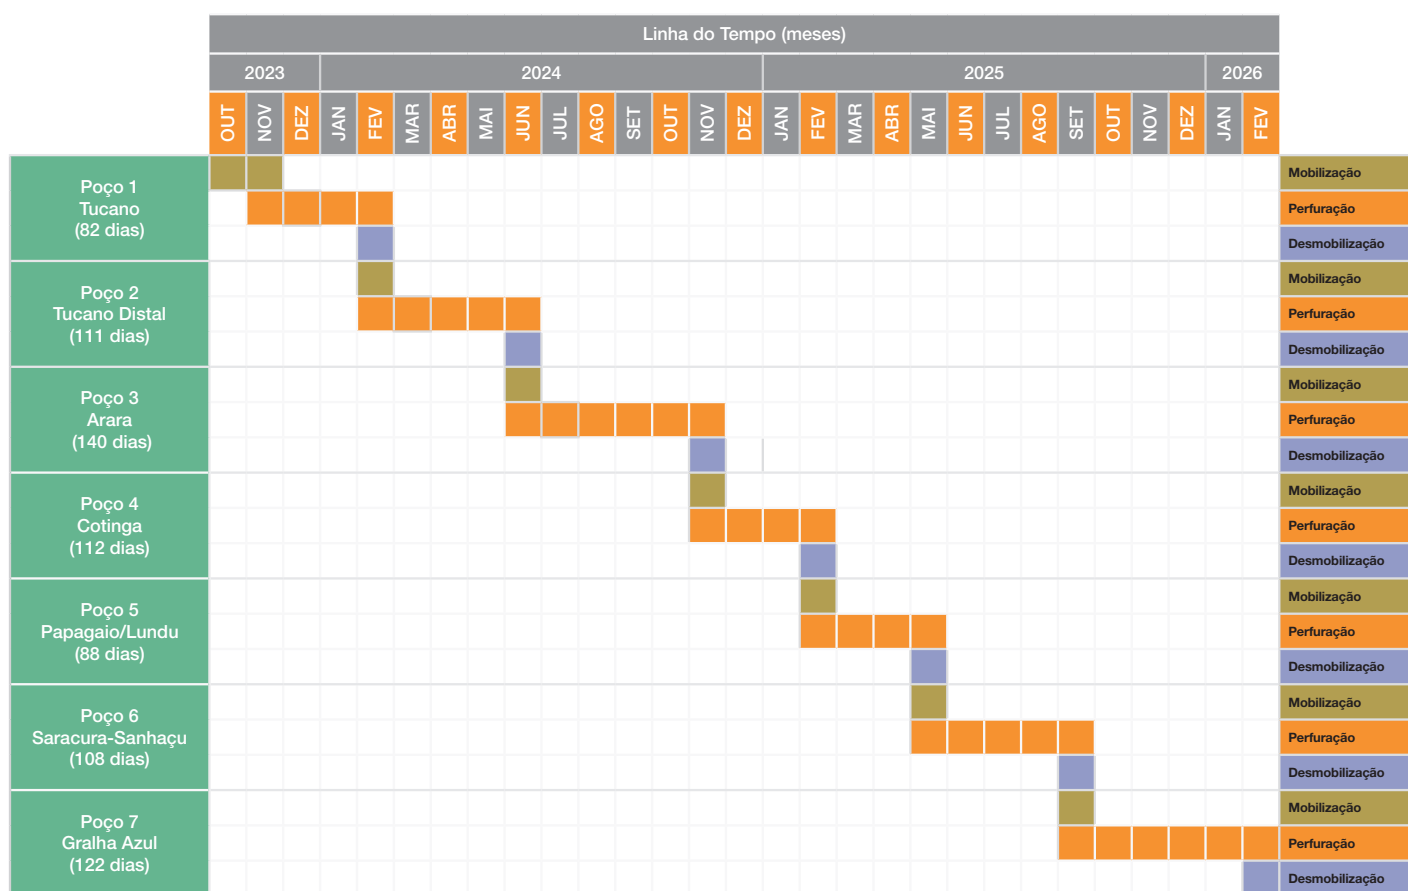 Linha do Tempo (meses)
2023 2024 2025 2026
OUT NOV DEZ JAN FEV MAR ABR MAI JUN JUL AGO SET OUT NOV DEZ JAN FEV MAR ABR MAI JUN JUL AGO SET OUT NOV DEZ JAN FEV
Poço 1
Tucano
(82 dias)
Mobilização
Perfuração
Desmobilização
Poço 2
Tucano Distal
(111 dias)
Mobilização
Perfuração
Desmobilização
Poço 3
Arara
(140 dias)
Mobilização
Perfuração
Desmobilização
Poço 4
Cotinga
(112 dias)
Mobilização
Perfuração
Desmobilização
Poço 5
Papagaio/Lundu
(88 dias)
Mobilização
Perfuração
Desmobilização
Poço 6
Saracura-Sanhaçu
(108 dias)
Mobilização
Perfuração
Desmobilização
Poço 7
Gralha Azul
(122 dias)
Mobilização
Perfuração
Desmobilização